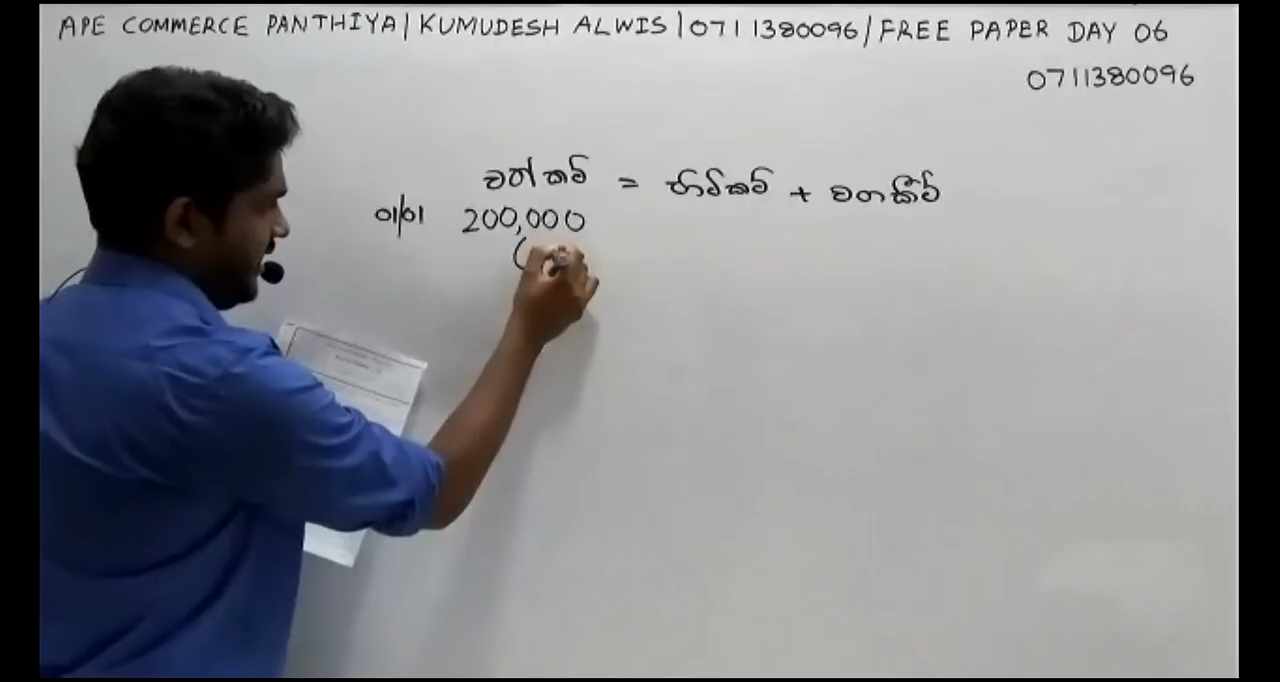 APE COMMERCE PANTHIYA | KUMUDESH ALWIS | 0711380096 / FREE PAPER DAY 06
0711380096
වත්කම් = හිමිකම් + වගකීම්
01/01 200,000
(